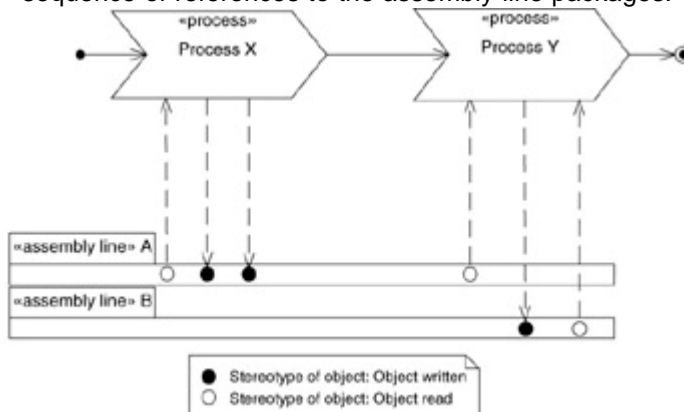 sequence of references to the assembly line packages.
«process»
Process X
«process»
Process Y
«assembly line» A
«assembly line» B
Stereotype of object: Object written
Stereotype of object: Object read